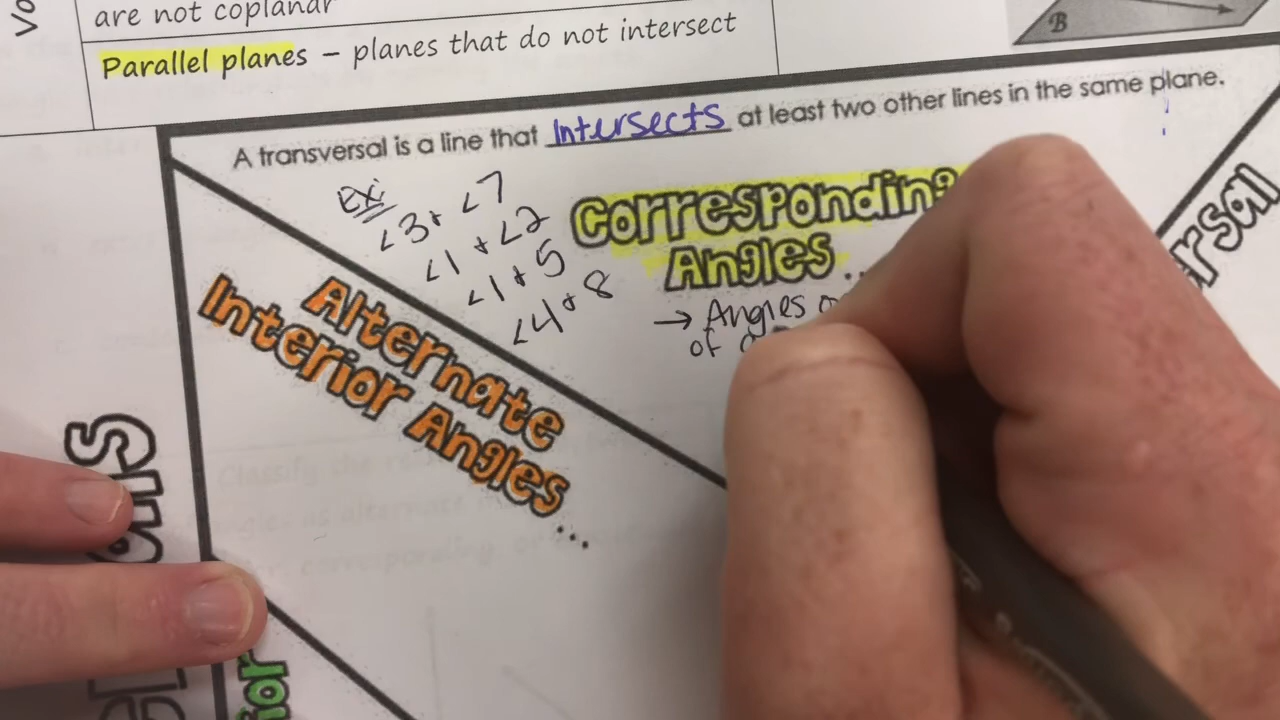 are not coplanar
Parallel planes – planes that do not intersect
B
A transversal is a line that Intersects at least two other lines in the same plane.
Ex:
∠3 + ∠7
∠1 + ∠2
∠1 + 5
∠4 + 8
Corresponding
Angles...
→ Angles
of
Alternate
Interior Angles...